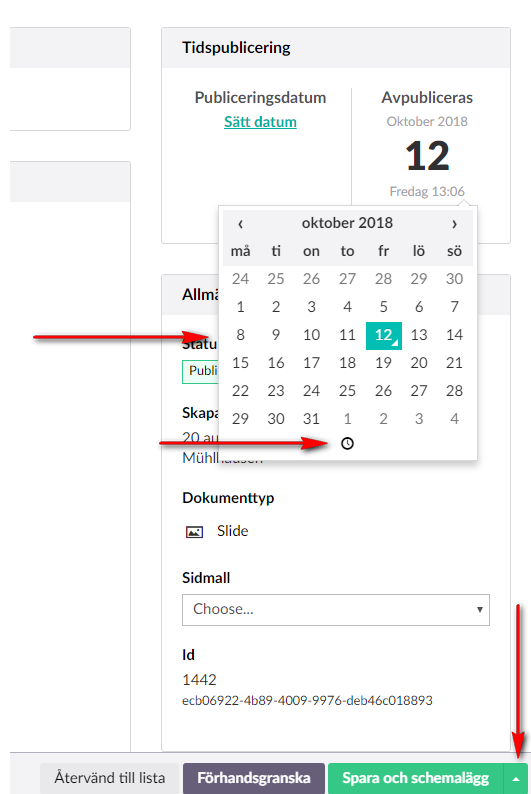 Tidspublicering
Publiceringsdatum
Sätt datum
Avpubliceras
Oktober 2018
12
Fredag 13:06
‹ oktober 2018 ›
må ti on to fr lö sö
24 25 26 27 28 29 30
1 2 3 4 5 6 7
8 9 10 11 12 13 14
15 16 17 18 19 20 21
22 23 24 25 26 27 28
29 30 31 1 2 3 4
Allmä
Statu
Publi
Skapa
20 au
Mühlhausen
Dokumenttyp
Slide
Sidmall
Choose...
Id
1442
ecb06922-4b89-4009-9976-deb46c018893
Återvänd till lista
Förhandsgranska
Spara och schemalägg